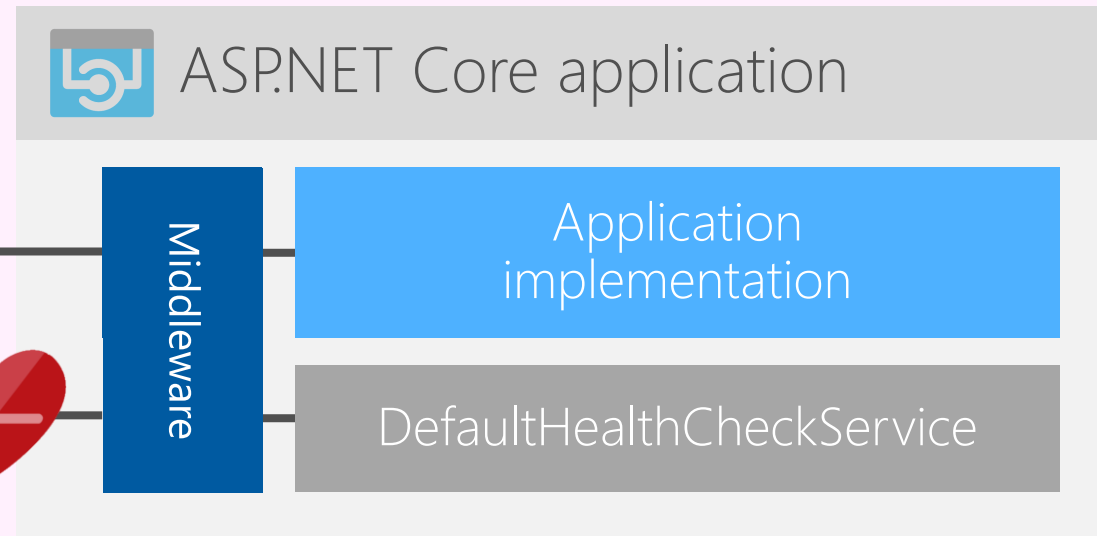 ASP.NET Core application
Middleware
Application
implementation
DefaultHealthCheckService